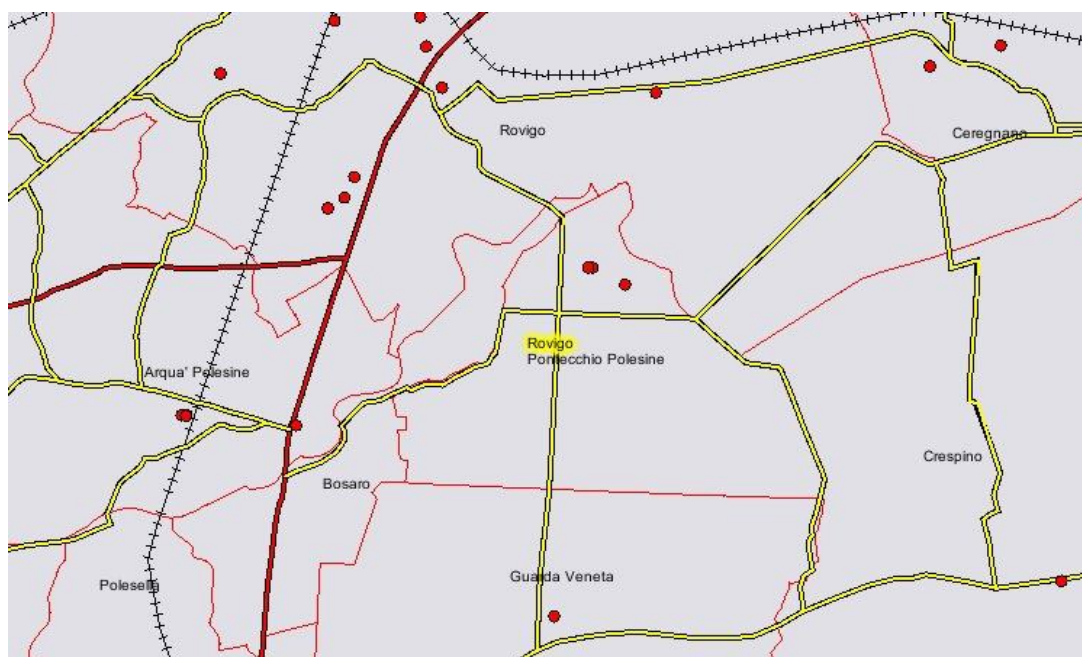 Rovigo
Ceregnano
Rovigo
Pontecchio Polesine
Arqua' Polesine
Crespino
Bosaro
Guarda Veneta
Polesella